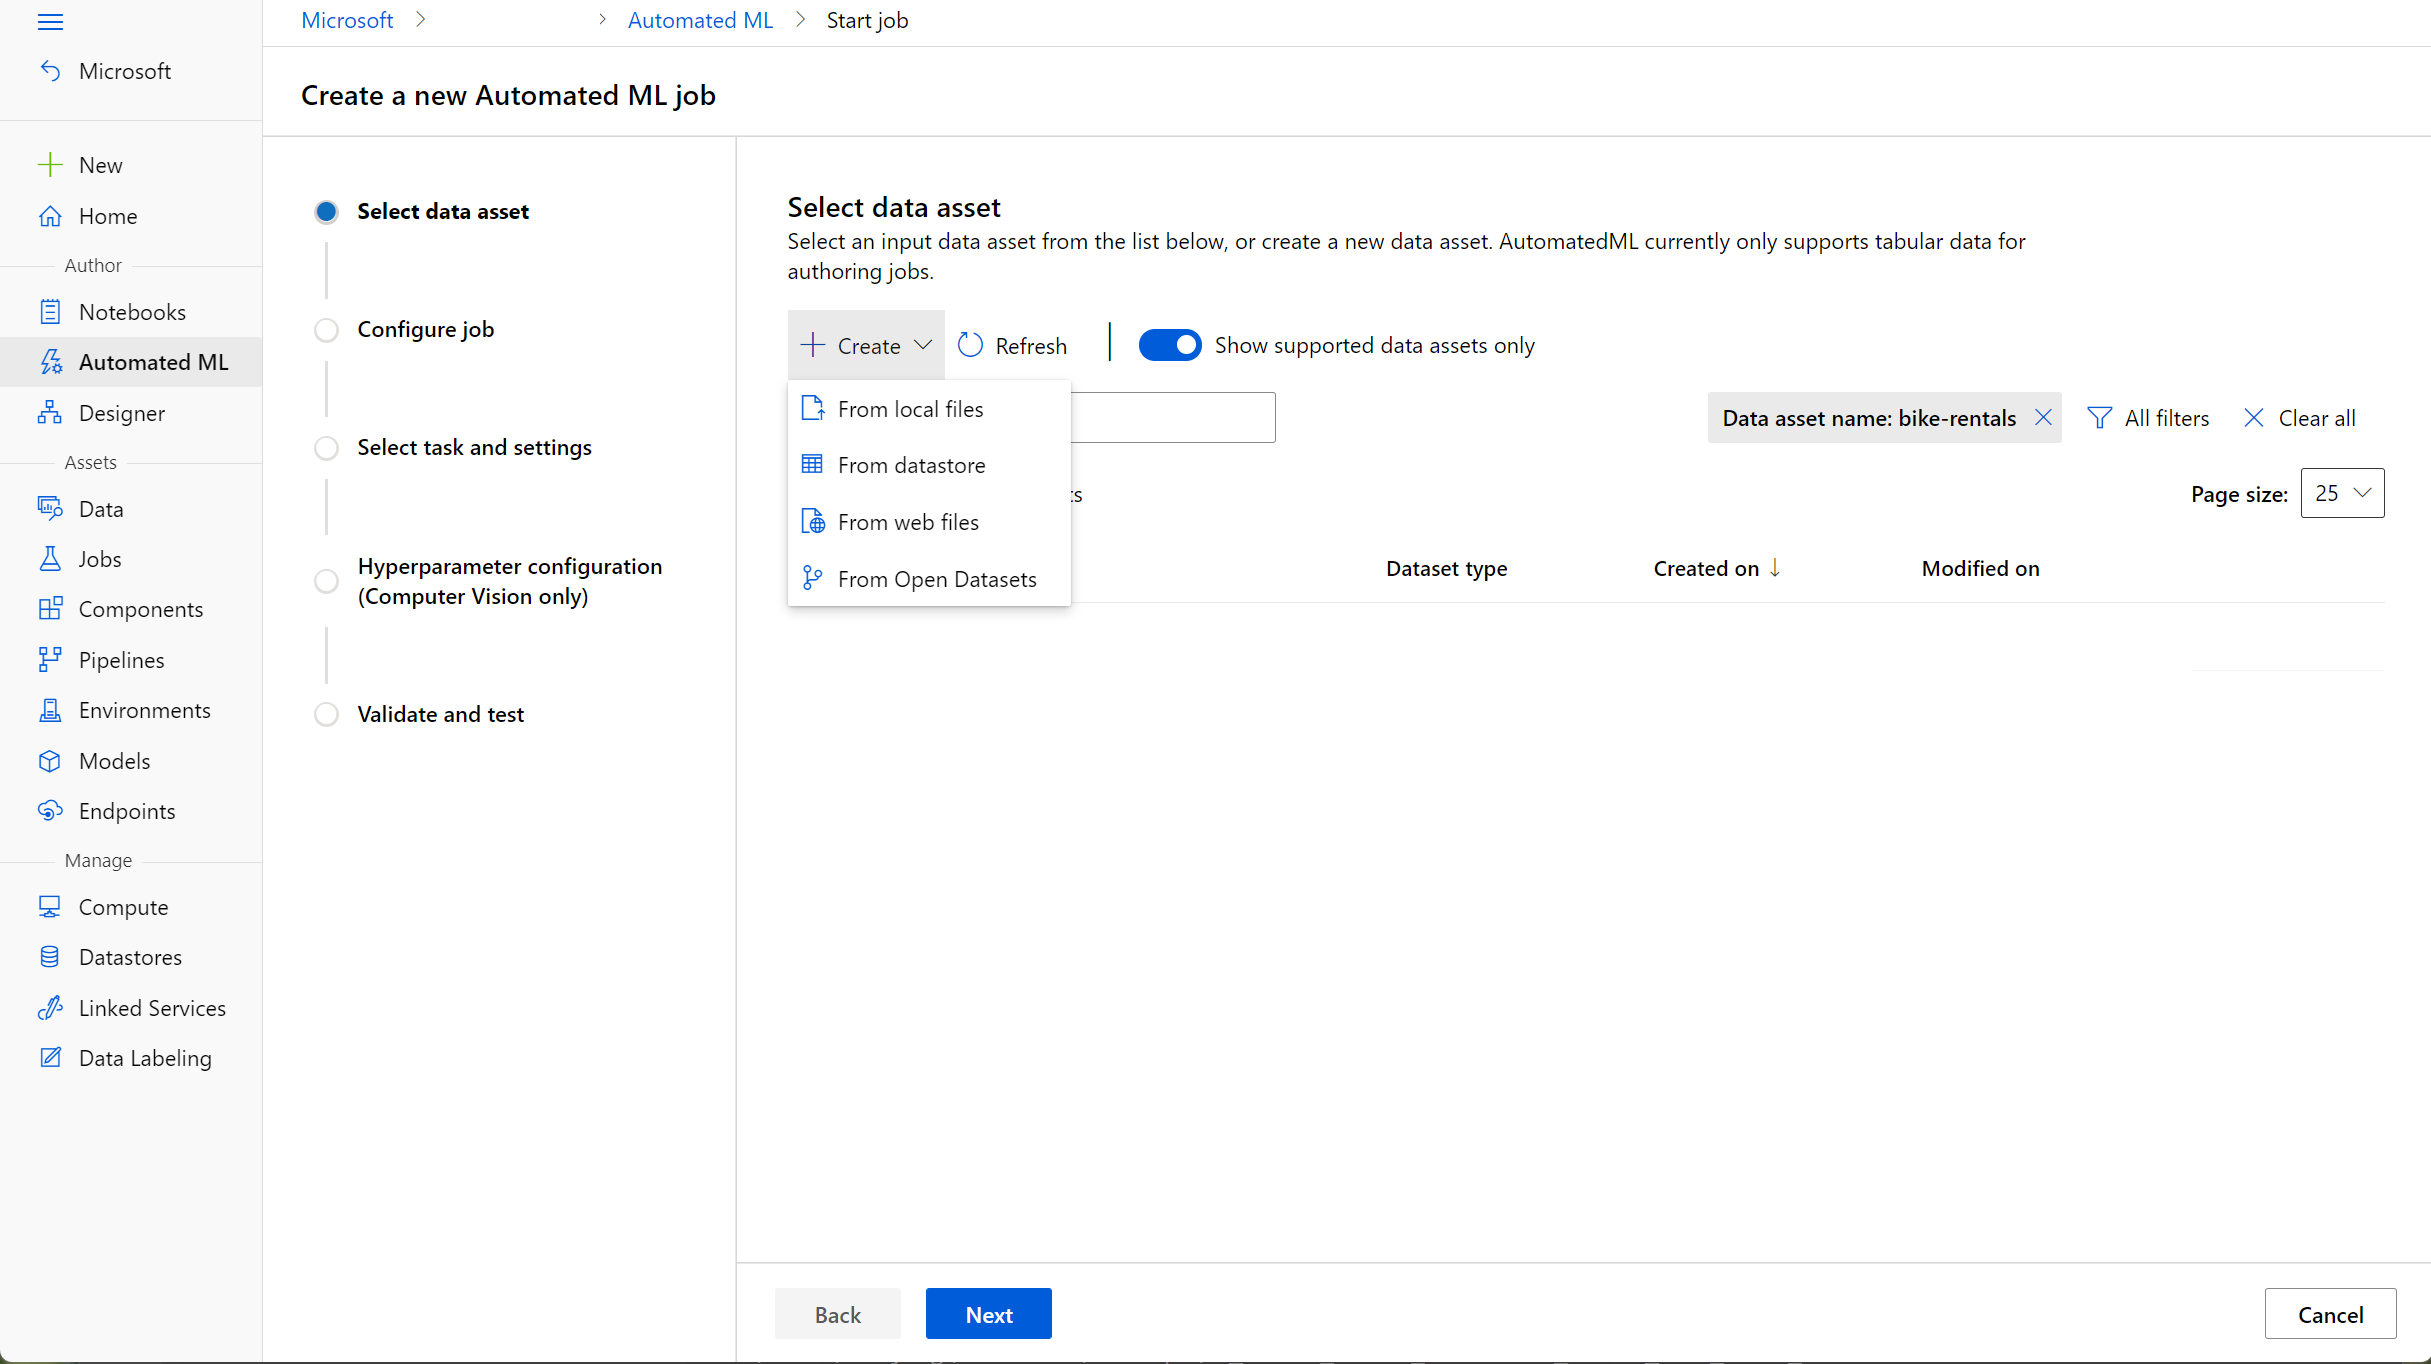 Microsoft
Automated ML
Start job
Microsoft
Create a new Automated ML job
New
Home
Author
Notebooks
Automated ML
Designer
Assets
Data
Jobs
Components
Pipelines
Environments
Models
Endpoints
Manage
Compute
Datastores
Linked Services
Data Labeling
Select data asset
Configure job
Select task and settings
Hyperparameter configuration
(Computer Vision only)
Validate and test
Select data asset
Select an input data asset from the list below, or create a new data asset. AutomatedML currently only supports tabular data for
authoring jobs.
Create
Refresh
Show supported data assets only
From local files
From datastore
From web files
From Open Datasets
Data asset name: bike-rentals
All filters
Clear all
Page size:
25
Dataset type
Created on
Modified on
Back
Next
Cancel